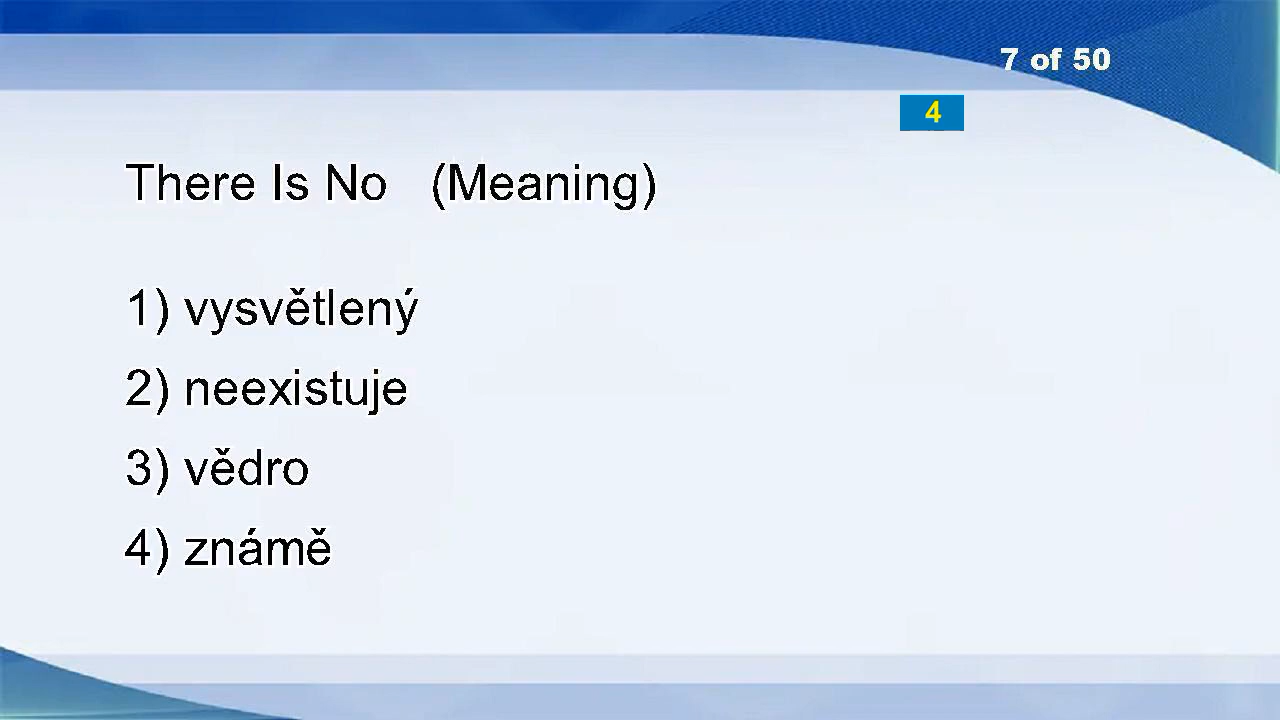 7 of 50
4
There Is No (Meaning)
1) vysvětlený
2) neexistuje
3) vědro
4) známě